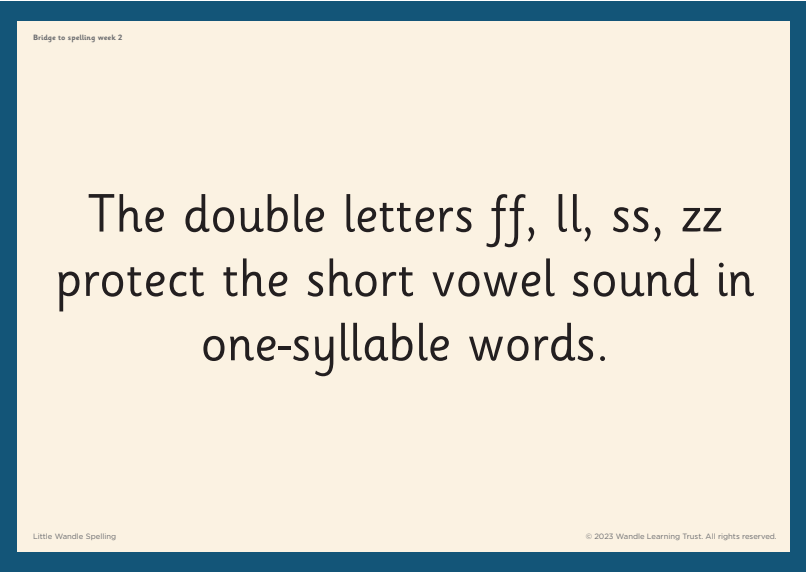 Bridge to spelling week 2
The double letters ff, ll, ss, zz
protect the short vowel sound in
one-syllable words.
Little Wandle Spelling
© 2023 Wandle Learning Trust. All rights reserved.